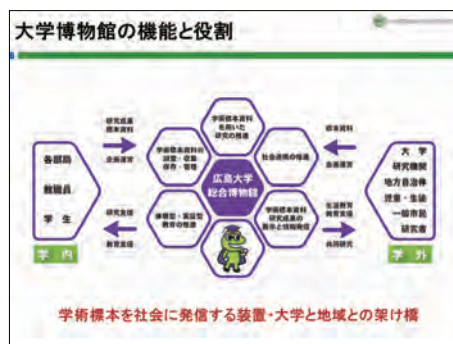 大学博物館の機能と役割
各部局
教職員
学生
学内
研究成果
標本資料
企画運営
研究支援
教育支援
学術標本資料
を用いた
研究の推進
学術標本資料の
調査・収集
保存・管理
社会連携の推進
広島大学
総合博物館
体験型・実証型
教育の推進
学術標本資料
研究成果の
展示と情報発信
標本資料
企画運営
生涯教育
教育支援
共同研究
大学
研究機関
地方自治体
児童・生徒
一般市民
研究者
学外
学術標本を社会に発信する装置・大学と地域との架け橋